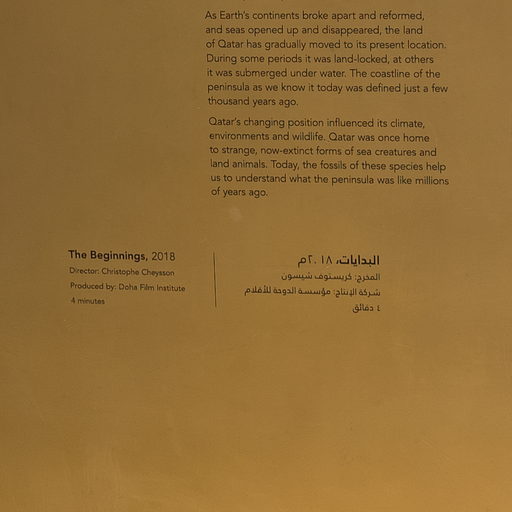 As Earth's continents broke apart and reformed,
and seas opened up and disappeared, the land
of Qatar has gradually moved to its present location.
During some periods it was land-locked, at others
it was submerged under water. The coastline of the
peninsula as we know it today was defined just a few
thousand years ago.
Qatar's changing position influenced its climate,
environments and wildlife. Qatar was once home
to strange, now-extinct forms of sea creatures and
land animals. Today, the fossils of these species help
us to understand what the peninsula was like millions
of years ago.
The Beginnings, 2018
Director: Christophe Cheysson
Produced by: Doha Film Institute
4 minutes
البدايات، ٢٠١٨م
المخرج: كريستوف شيسون
شركة الإنتاج: مؤسسة الدوحة للأفلام
٤ دقائق